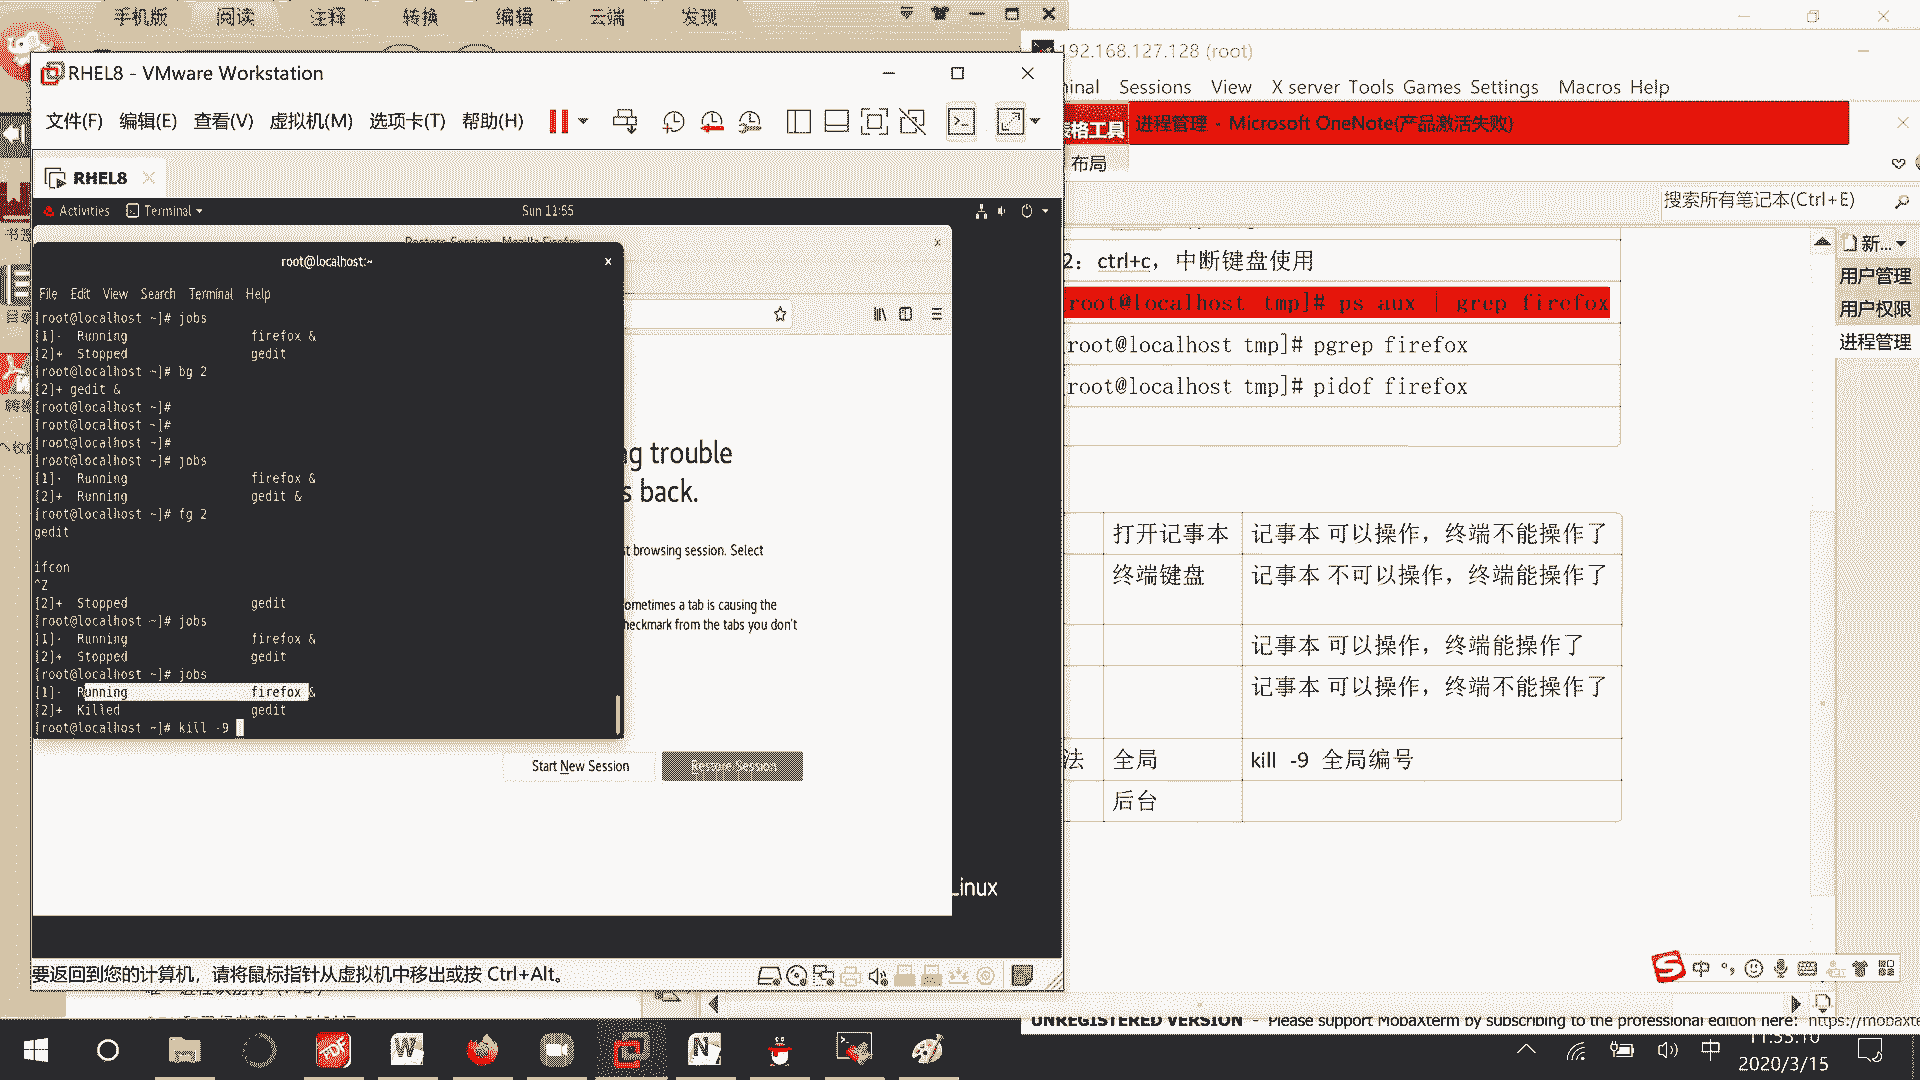 手机版 阅读 注释 转换 编辑 云端 发现
RHEL8 - VMware Workstation
文件(F) 编辑(E) 查看(V) 虚拟机(M) 选项卡(T) 帮助(H)
RHEL8
Activities Terminal Sun 11:55
Restore Session - Mozilla Firefox
root@localhost:~
File Edit View Search Terminal Help
[root@localhost ~]# jobs
[1]- Running firefox &
[2]+ Stopped gedit
[root@localhost ~]# bg 2
[2]+ gedit &
[root@localhost ~]#
[root@localhost ~]#
[root@localhost ~]#
[root@localhost ~]# jobs
[1]- Running firefox &
[2]+ Running gedit &
[root@localhost ~]# fg 2
gedit
ifcon
^Z
[2]+ Stopped gedit
[root@localhost ~]# jobs
[1]- Running firefox &
[2]+ Stopped gedit
[root@localhost ~]# jobs
[1]- Running firefox &
[2]+ Killed gedit
[root@localhost ~]# kill -9
ng trouble
s back.
st browsing session. Select
ometimes a tab is causing the
heckmark from the tabs you don't
Start New Session Restore Session
Linux
要返回到您的计算机，请将鼠标指针从虚拟机中移出或按 Ctrl+Alt。
192.168.127.128 (root)
minal Sessions View X server Tools Games Settings Macros Help
表格工具 进程管理 - Microsoft OneNote(产品激活失败)
布局
搜索所有笔记本(Ctrl+E)
新...
用户管理
用户权限
进程管理
2：ctrl+c，中断键盘使用
[root@localhost tmp]# ps aux | grep firefox
[root@localhost tmp]# pgrep firefox
[root@localhost tmp]# pidof firefox
打开记事本 记事本 可以操作，终端不能操作了
终端键盘 记事本 不可以操作，终端能操作了
记事本 可以操作，终端能操作了
记事本 可以操作，终端不能操作了
法 全局 kill -9 全局编号
后台
中
UNREGISTERED VERSION - Please support MobaXterm by subscribing to the professional edition here: https://mobaxte
中
2020/3/15